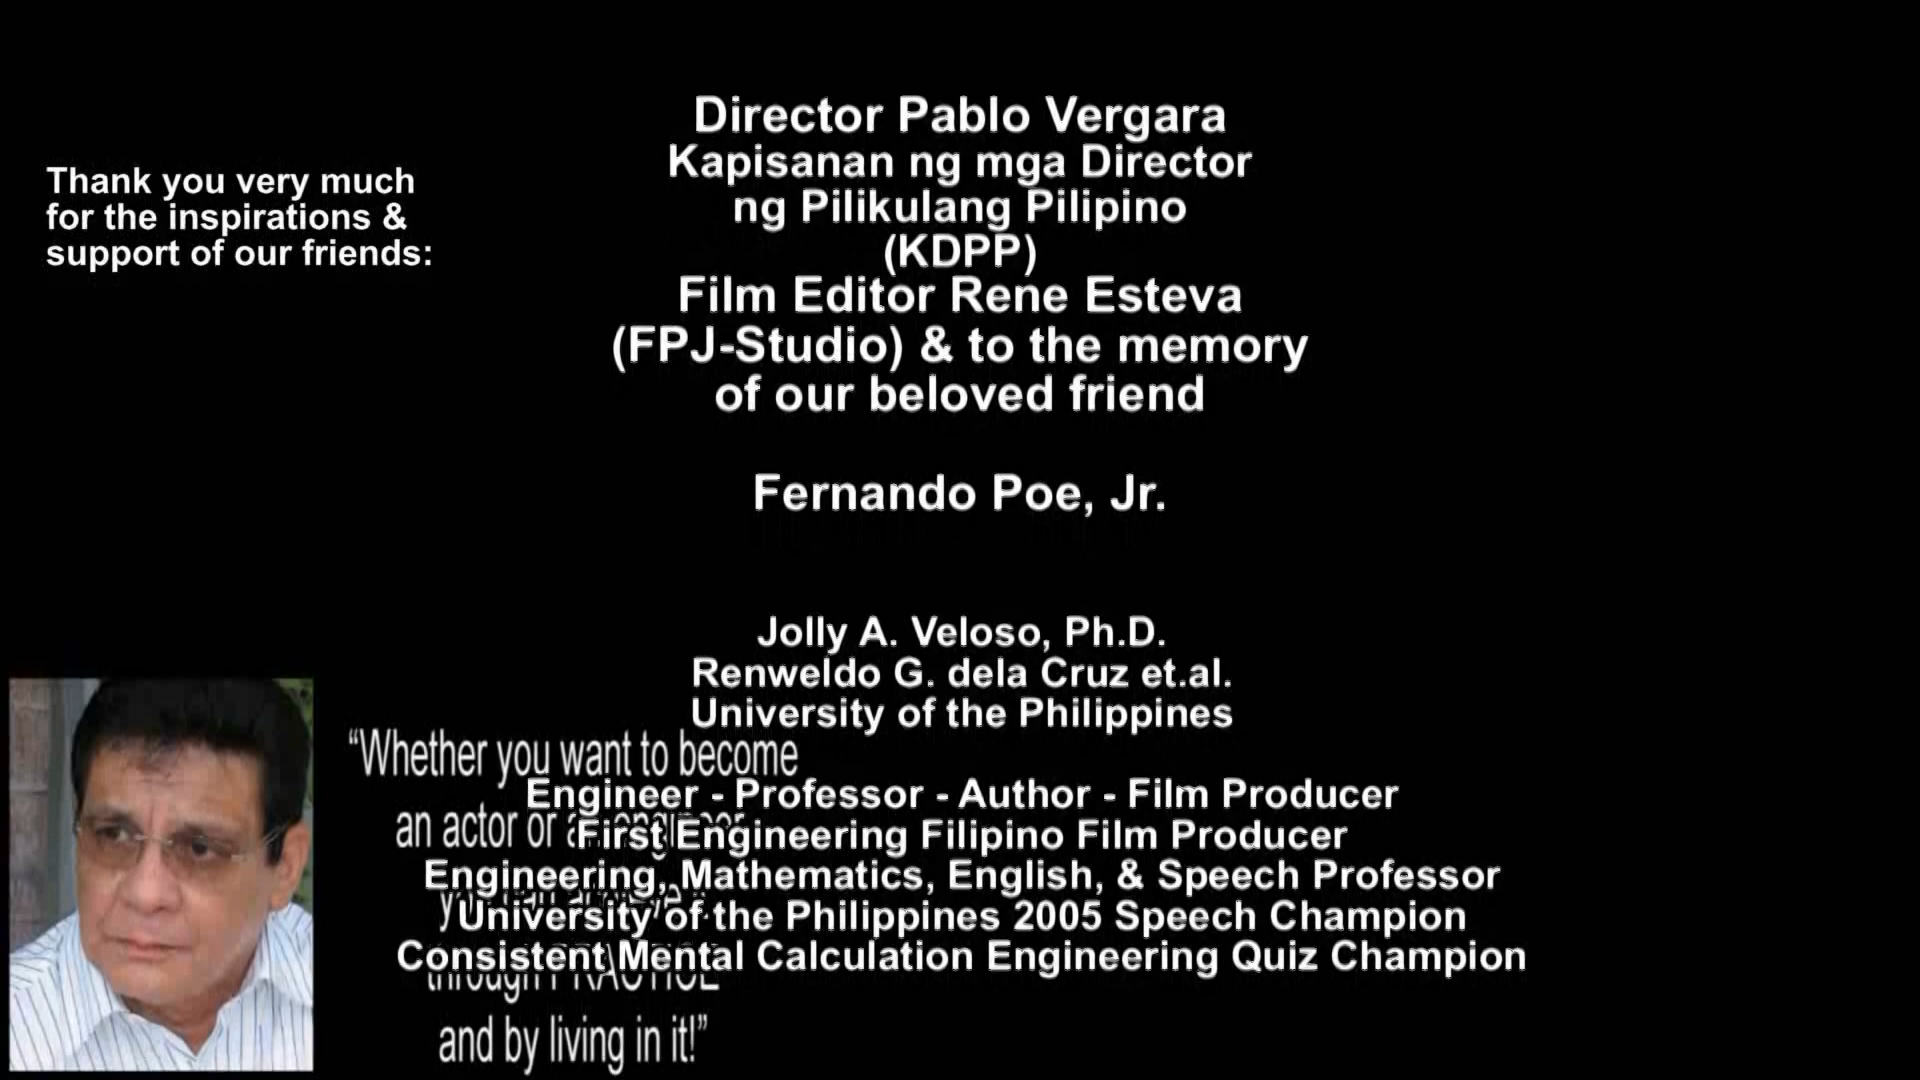 Thank you very much
for the inspirations &
support of our friends:
Director Pablo Vergara
Kapisanan ng mga Director
ng Pilikulang Pilipino
(KDPP)
Film Editor Rene Esteva
(FPJ-Studio) & to the memory
of our beloved friend
Fernando Poe, Jr.
Jolly A. Veloso, Ph.D.
Renweldo G. dela Cruz et.al.
University of the Philippines
Engineer - Professor - Author - Film Producer
First Engineering Filipino Film Producer
Engineering, Mathematics, English, & Speech Professor
University of the Philippines 2005 Speech Champion
Consistent Mental Calculation Engineering Quiz Champion
“Whether you want to become
an actor or
through PRACTICE
and by living in it!”